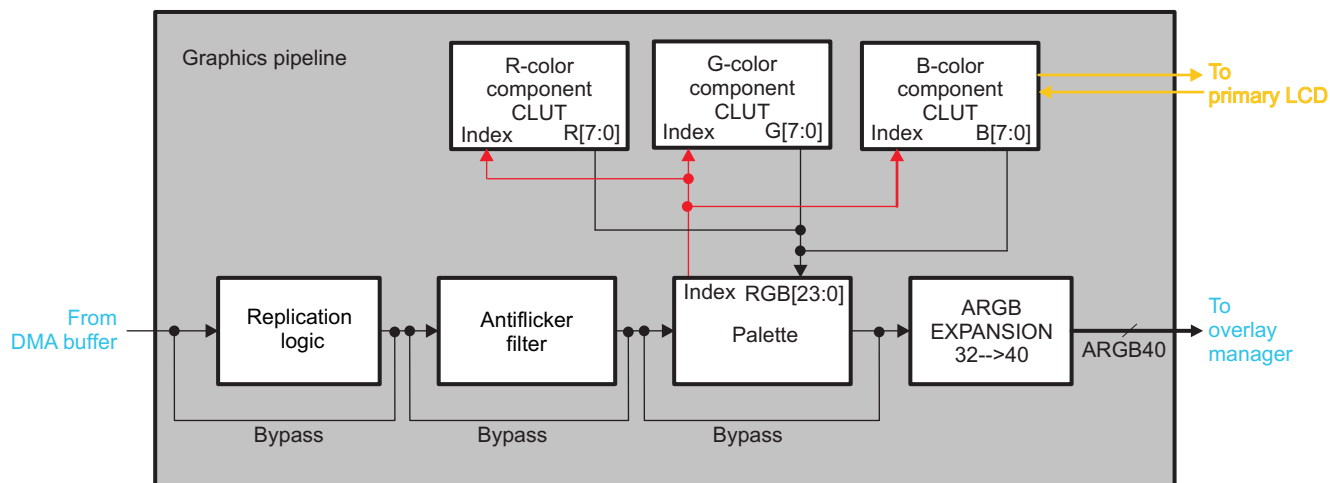 Graphics pipeline
R-color
component
CLUT
Index R[7:0]
G-color
component
CLUT
Index G[7:0]
B-color
component
CLUT
Index B[7:0]
To
primary LCD
From
DMA buffer
Replication
logic
Antiflicker
filter
Index RGB[23:0]
Palette
ARGB
EXPANSION
32-->40
ARGB40
To
overlay
manager
Bypass
Bypass
Bypass